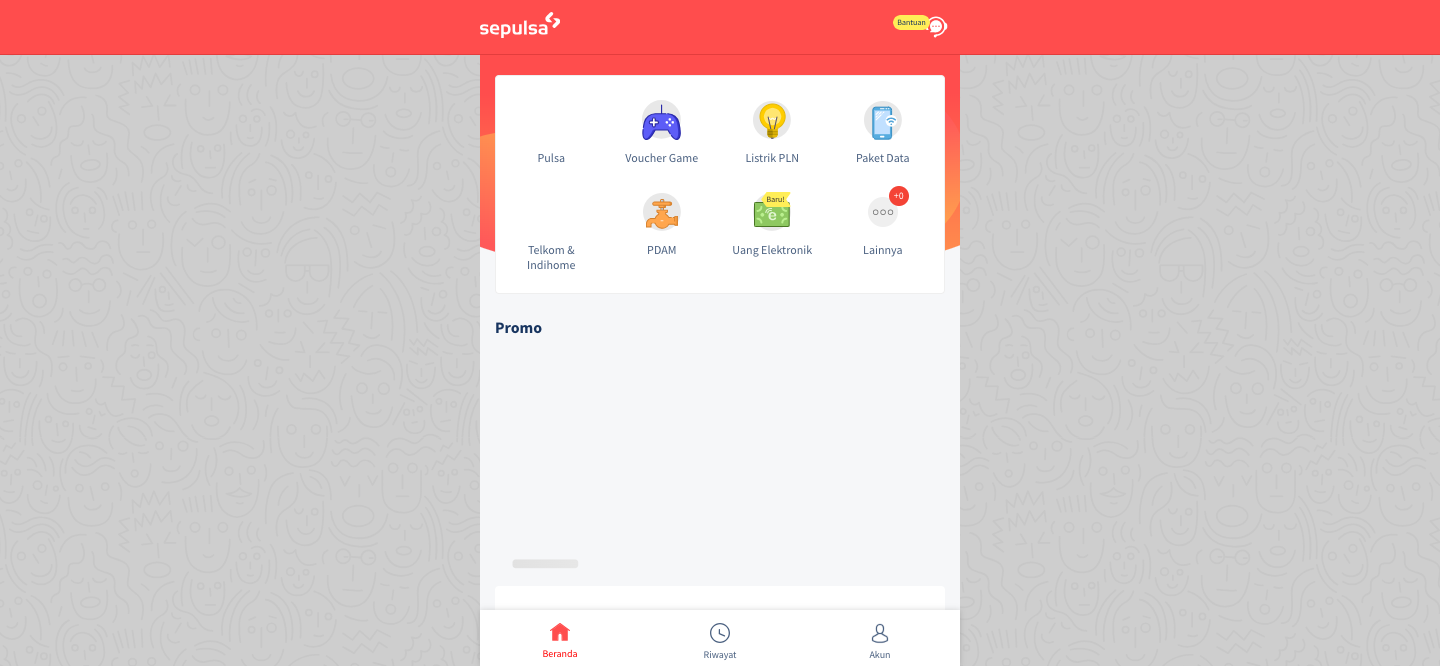 sepulsa
Bantuan
Pulsa
Voucher Game
Listrik PLN
Paket Data
Baru!
+0
Telkom &
Indihome
PDAM
Uang Elektronik
Lainnya
Promo
Beranda
Riwayat
Akun